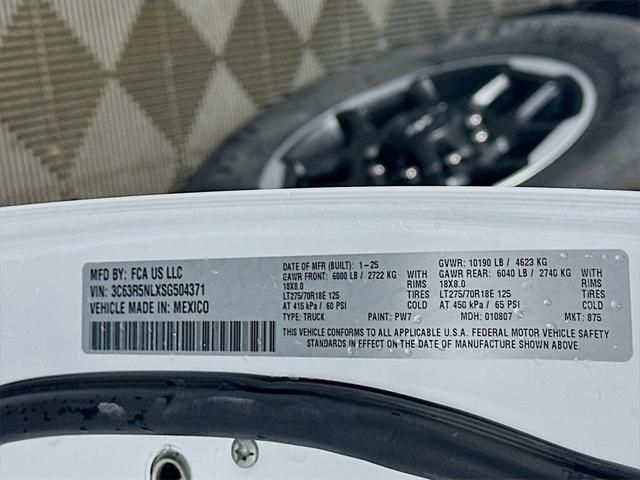 MFD BY: FCA US LLC
VIN: 3C63R5NLXSG504371
VEHICLE MADE IN: MEXICO
DATE OF MFR (BUILT): 1-25 GVWR: 10190 LB / 4623 KG
GAWR FRONT: 6000 LB / 2722 KG WITH GAWR REAR: 6040 LB / 2740 KG WITH
18X8.0 RIMS 18X8.0 RIMS
LT275/70R18E 125 TIRES LT275/70R18E 125 TIRES
AT 415 kPa / 60 PSI COLD AT 450 kPa / 65 PSI COLD
TYPE: TRUCK PAINT: PW7 MDH: 010807 MKT: 875
THIS VEHICLE CONFORMS TO ALL APPLICABLE U.S.A. FEDERAL MOTOR VEHICLE SAFETY
STANDARDS IN EFFECT ON THE DATE OF MANUFACTURE SHOWN ABOVE.